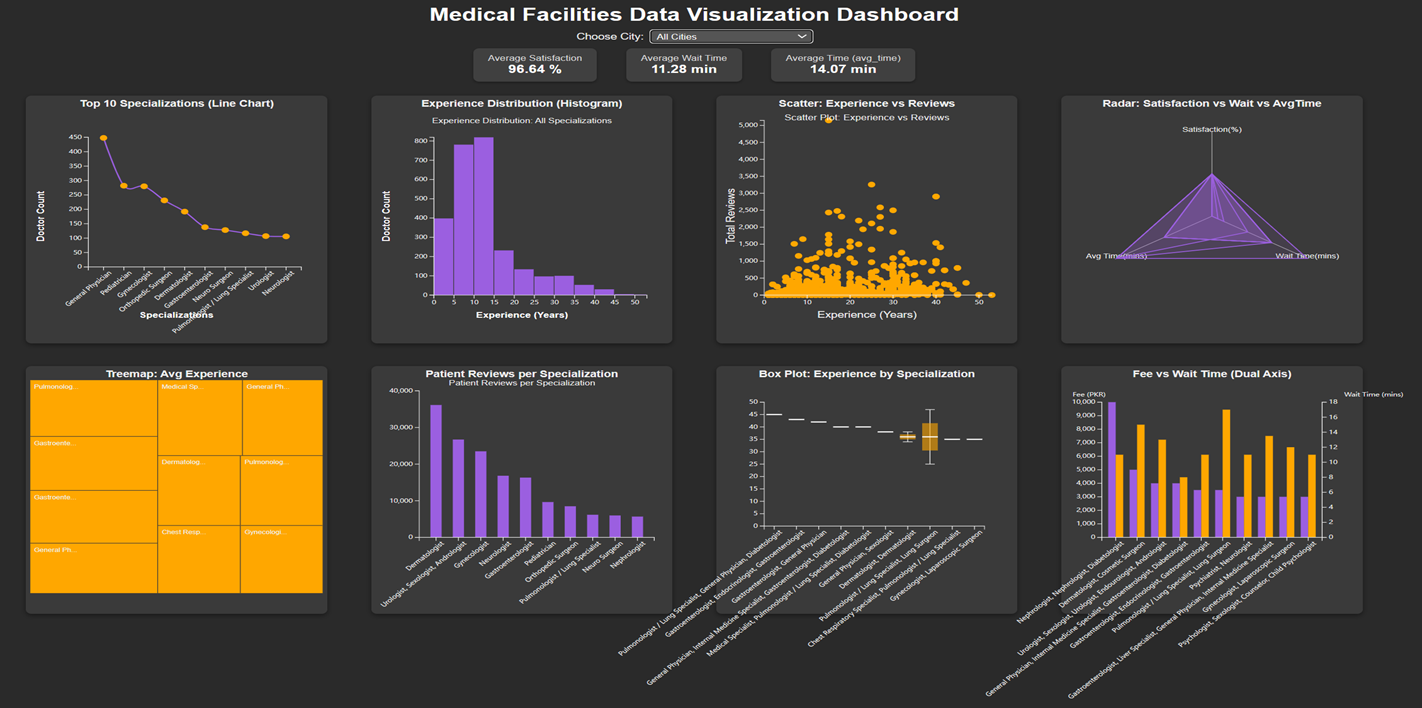 Medical Facilities Data Visualization Dashboard
Choose City: All Cities
Average Satisfaction
96.64 %
Average Wait Time
11.28 min
Average Time (avg_time)
14.07 min
Top 10 Specializations (Line Chart)
Doctor Count
450
400
350
300
250
200
150
100
50
0
General Physician
Pediatrician
Gynecologist
Orthopedic Surgeon
Dermatologist
Gastroenterologist
Neuro Surgeon
Pulmonologist / Lung Specialist
Urologist
Neurologist
Specializations
Experience Distribution (Histogram)
Experience Distribution: All Specializations
Doctor Count
800
700
600
500
400
300
200
100
0
0 5 10 15 20 25 30 35 40 45 50
Experience (Years)
Scatter: Experience vs Reviews
Scatter Plot: Experience vs Reviews
Total Reviews
5,000
4,500
4,000
3,500
3,000
2,500
2,000
1,500
1,000
500
0
0 10 20 30 40 50
Experience (Years)
Radar: Satisfaction vs Wait vs AvgTime
Satisfaction(%)
Avg Time(mins)
Wait Time(mins)
Treemap: Avg Experience
Pulmonolog...
Medical Sp...
General Ph...
Gastroente...
Dermatolog...
Pulmonolog...
Gastroente...
Chest Resp...
Gynecologi...
General Ph...
Patient Reviews per Specialization
Patient Reviews per Specialization
40,000
30,000
20,000
10,000
0
Dermatologist
Urologist, Sexologist, Andrologist
Gynecologist
Urologist
Gastroenterologist
Pediatrician
Orthopedic Surgeon
Pulmonologist / Lung Specialist
Neuro Surgeon
Nephrologist
Box Plot: Experience by Specialization
50
45
40
35
30
25
20
15
10
5
0
Pulmonologist / Lung Specialist, General Physician, Diabetologist
Gastroenterologist, Endocrinologist, Gastroenterologist
Gastroenterologist, General Physician
General Physician, Internal Medicine Specialist, Gastroenterologist, Diabetologist
Medical Specialist, Pulmonologist / Lung Specialist, Diabetologist
General Physician, Sexologist
Dermatologist, Dermatologist
Pulmonologist / Lung Specialist, Lung Surgeon
Chest Respiratory Specialist, Pulmonologist / Lung Specialist
Gynecologist, Laparoscopic Surgeon
Fee vs Wait Time (Dual Axis)
Fee (PKR)
Wait Time (mins)
10,000
9,000
8,000
7,000
6,000
5,000
4,000
3,000
2,000
1,000
0
18
16
14
12
10
8
6
4
2
0
Nephrologist, Nephrologist, Diabetologist
Dermatologist, Cosmetic Surgeon
Urologist, Sexologist, Urologist, Endourologist, Andrologist
General Physician, Internal Medicine Specialist, Gastroenterologist, Diabetologist
Gastroenterologist, Endocrinologist, Gastroenterologist
Pulmonologist / Lung Specialist, Lung Surgeon
Psychiatrist, Neurologist
Gastroenterologist, Liver Specialist, General Physician, Internal Medicine Specialist
Gynecologist, Laparoscopic Surgeon
Psychologist, Sexologist, Counselor, Child Psychologist